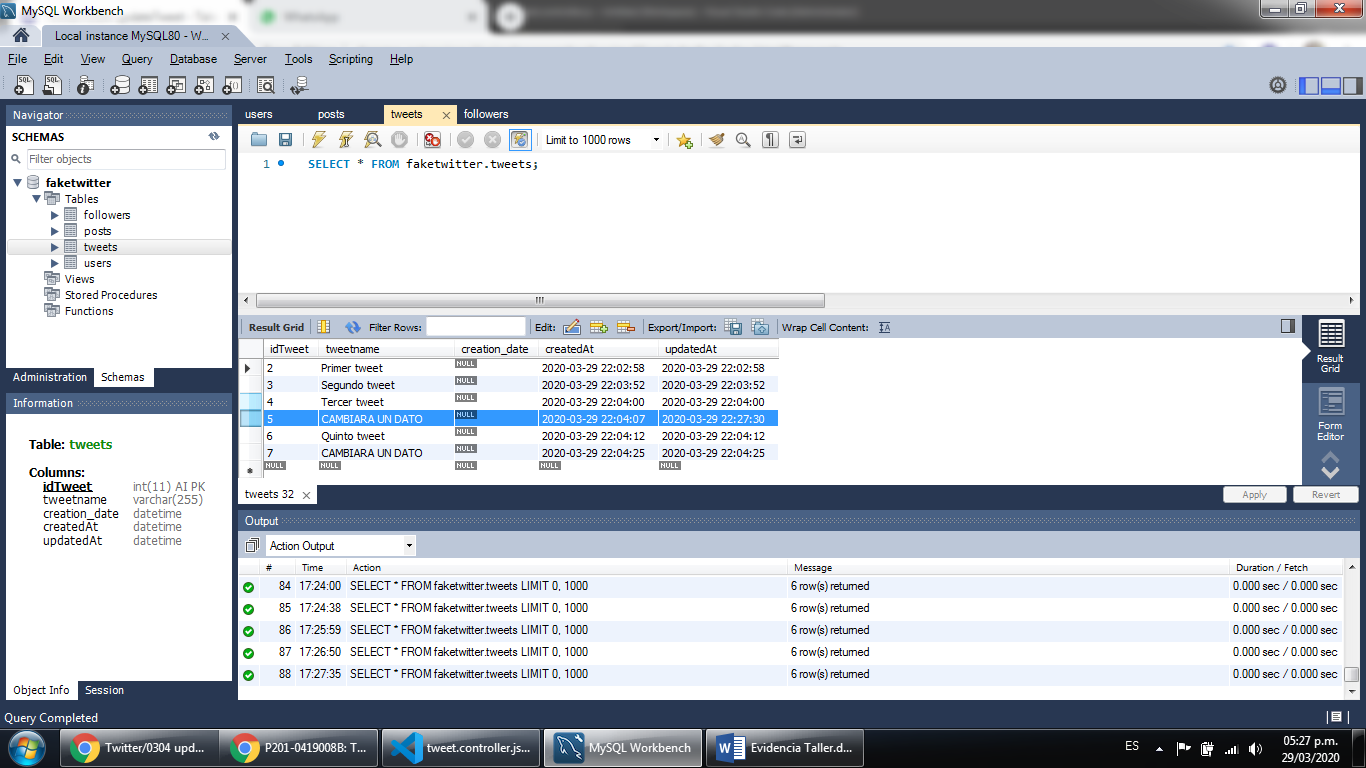 MySQL Workbench
WhatsApp
Local instance MySQL80 - W... ×
File Edit View Query Database Server Tools Scripting Help
Navigator
SCHEMAS
Filter objects
faketwitter
Tables
followers
posts
tweets
users
Views
Stored Procedures
Functions
Administration Schemas
Information
Table: tweets
Columns:
idTweet int(11) AI PK
tweetname varchar(255)
creation_date datetime
createdAt datetime
updatedAt datetime
Object Info Session
users posts tweets × followers
Limit to 1000 rows
1 SELECT * FROM faketwitter.tweets;
Result Grid Filter Rows: Edit: Export/Import: Wrap Cell Content:
idTweet tweetname creation_date createdAt updatedAt
2 Primer tweet NULL 2020-03-29 22:02:58 2020-03-29 22:02:58
3 Segundo tweet NULL 2020-03-29 22:03:52 2020-03-29 22:03:52
4 Tercer tweet NULL 2020-03-29 22:04:00 2020-03-29 22:04:00
5 CAMBIARA UN DATO NULL 2020-03-29 22:04:07 2020-03-29 22:27:30
6 Quinto tweet NULL 2020-03-29 22:04:12 2020-03-29 22:04:12
7 CAMBIARA UN DATO NULL 2020-03-29 22:04:25 2020-03-29 22:04:25
NULL NULL NULL NULL NULL
Result
Grid
Form
Editor
tweets 32 ×
Apply Revert
Output
Action Output
# Time Action Message Duration / Fetch
84 17:24:00 SELECT * FROM faketwitter.tweets LIMIT 0, 1000 6 row(s) returned 0.000 sec / 0.000 sec
85 17:24:38 SELECT * FROM faketwitter.tweets LIMIT 0, 1000 6 row(s) returned 0.000 sec / 0.000 sec
86 17:25:59 SELECT * FROM faketwitter.tweets LIMIT 0, 1000 6 row(s) returned 0.000 sec / 0.000 sec
87 17:26:50 SELECT * FROM faketwitter.tweets LIMIT 0, 1000 6 row(s) returned 0.000 sec / 0.000 sec
88 17:27:35 SELECT * FROM faketwitter.tweets LIMIT 0, 1000 6 row(s) returned 0.000 sec / 0.000 sec
Query Completed
Twitter/0304 upd... P201-0419008B: T... tweet.controller.js... MySQL Workbench Evidencia Taller.d... ES 05:27 p.m.
29/03/2020